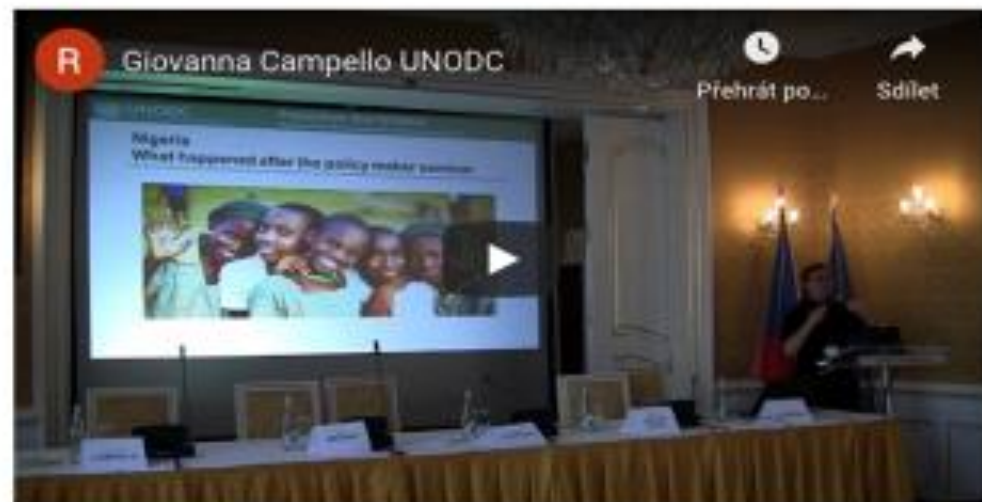 R
Giovanna Campello UNODC
Přehrát po...
Sdílet
UNODC
Nigeria
What happened after the policy maker seminar